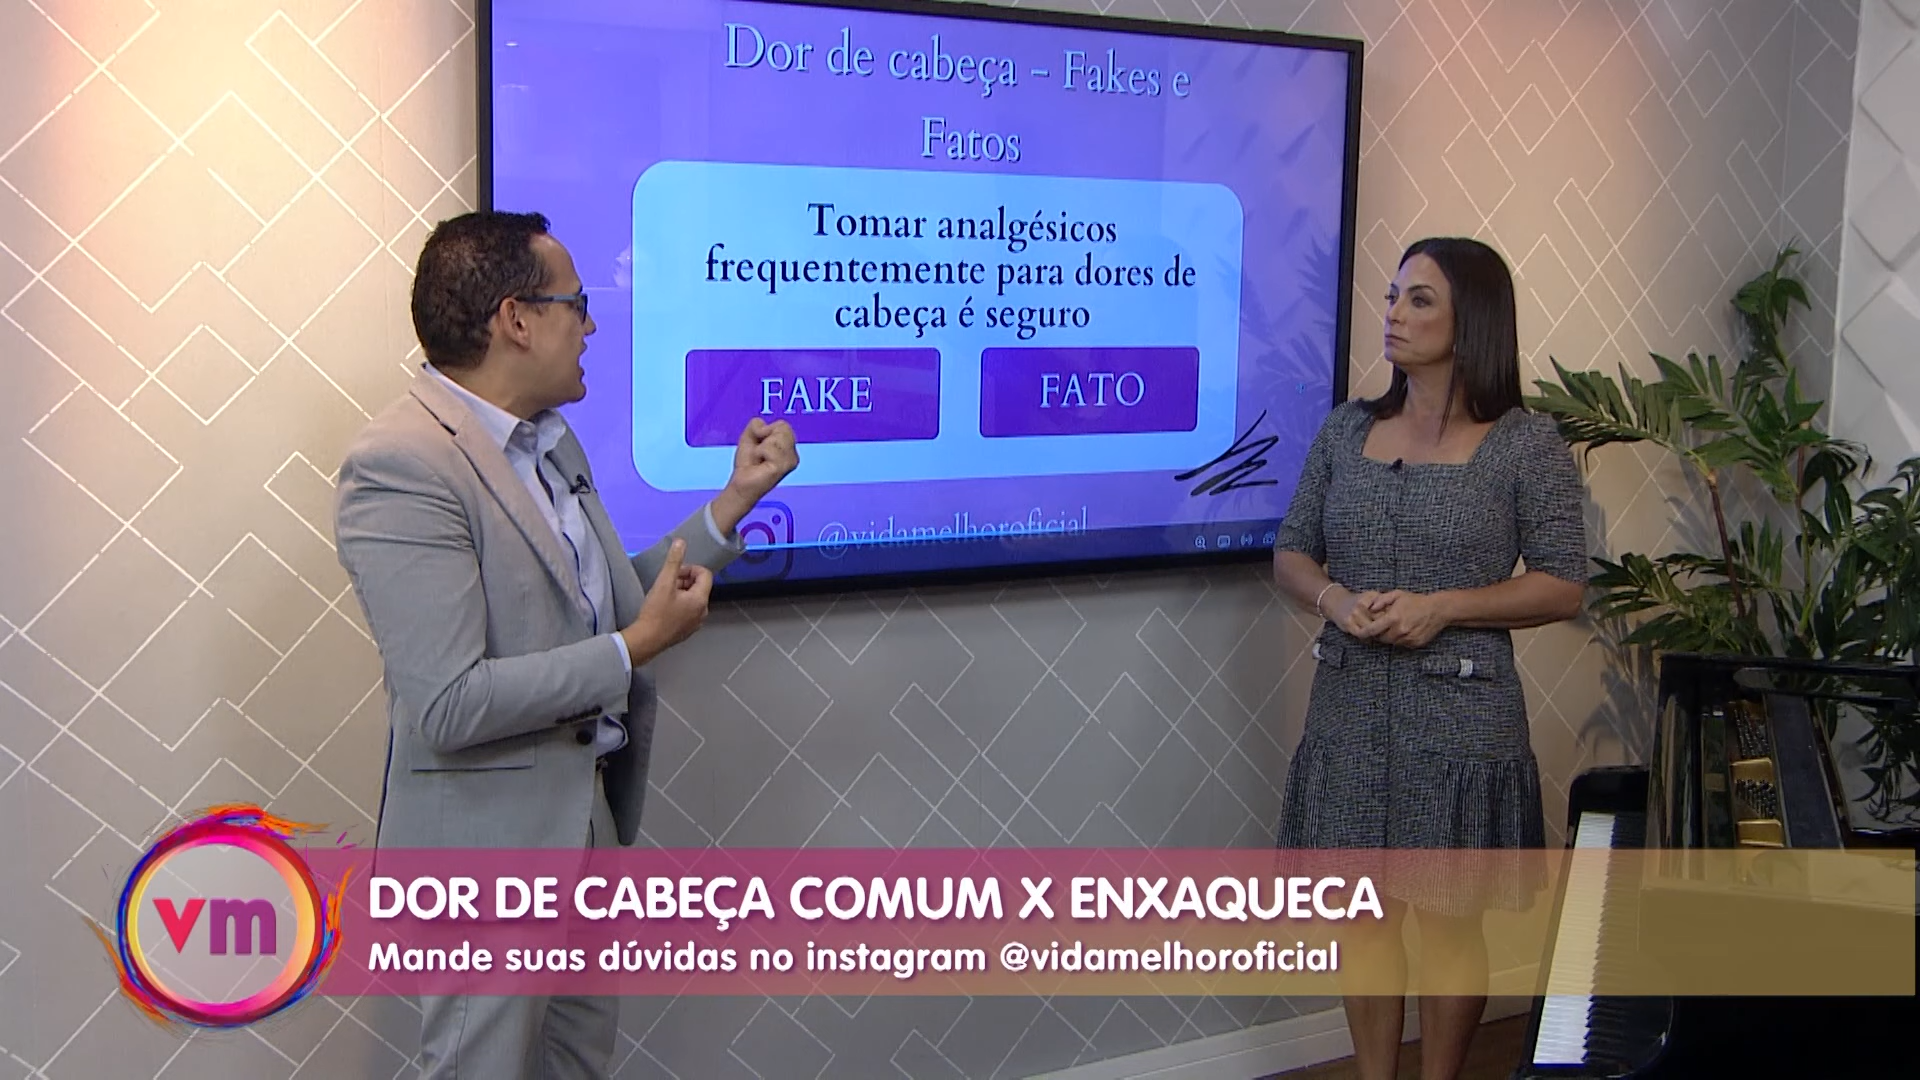 Dor de cabeça - Fakes e
Fatos
Tomar analgésicos
frequentemente para dores de
cabeça é seguro
FAKE
FATO
@vidamelhoroficial
vm
DOR DE CABEÇA COMUM X ENXAQUECA
Mande suas dúvidas no instagram @vidamelhoroficial